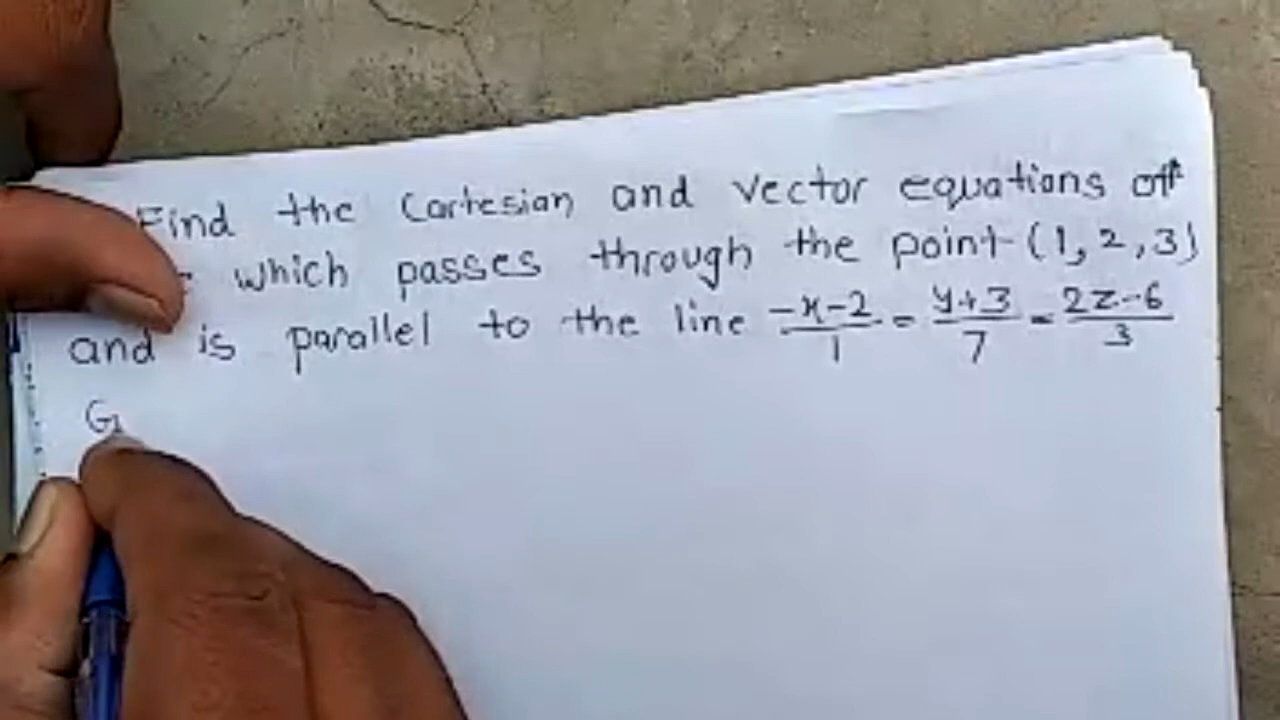 Find the Cartesian and vector equations of
which passes through the point (1, 2, 3)
and is parallel to the line -x-2/1 = y+3/7 = 2z-6/3
G